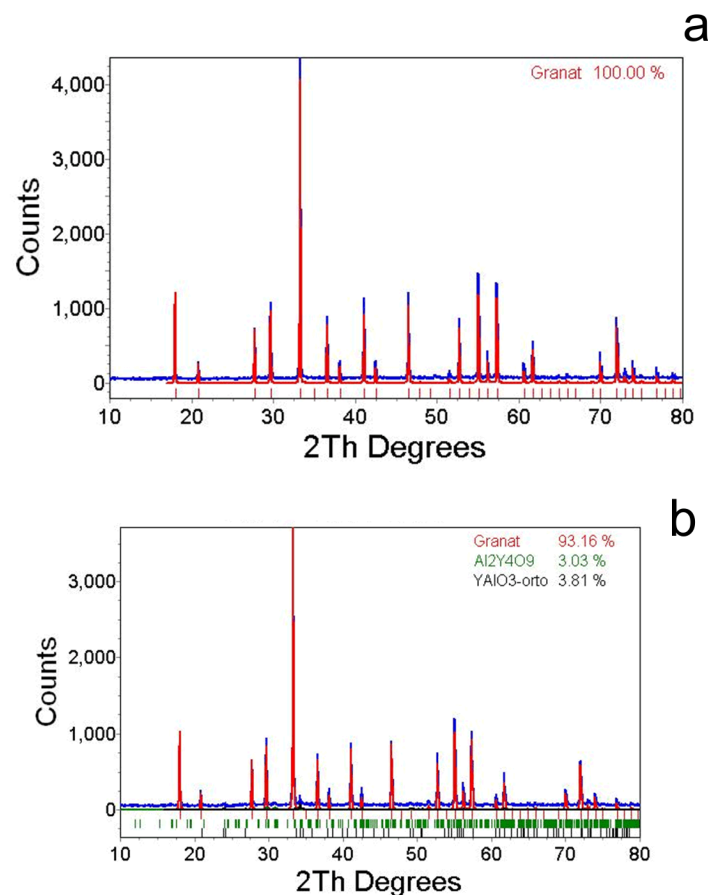 a
Granat 100.00 %
4,000
3,000
2,000
1,000
0
Counts
10 20 30 40 50 60 70 80
2Th Degrees
b
Granat 93.16 %
Al2Y4O9 3.03 %
YAlO3-orto 3.81 %
3,000
2,000
1,000
0
Counts
10 20 30 40 50 60 70 80
2Th Degrees